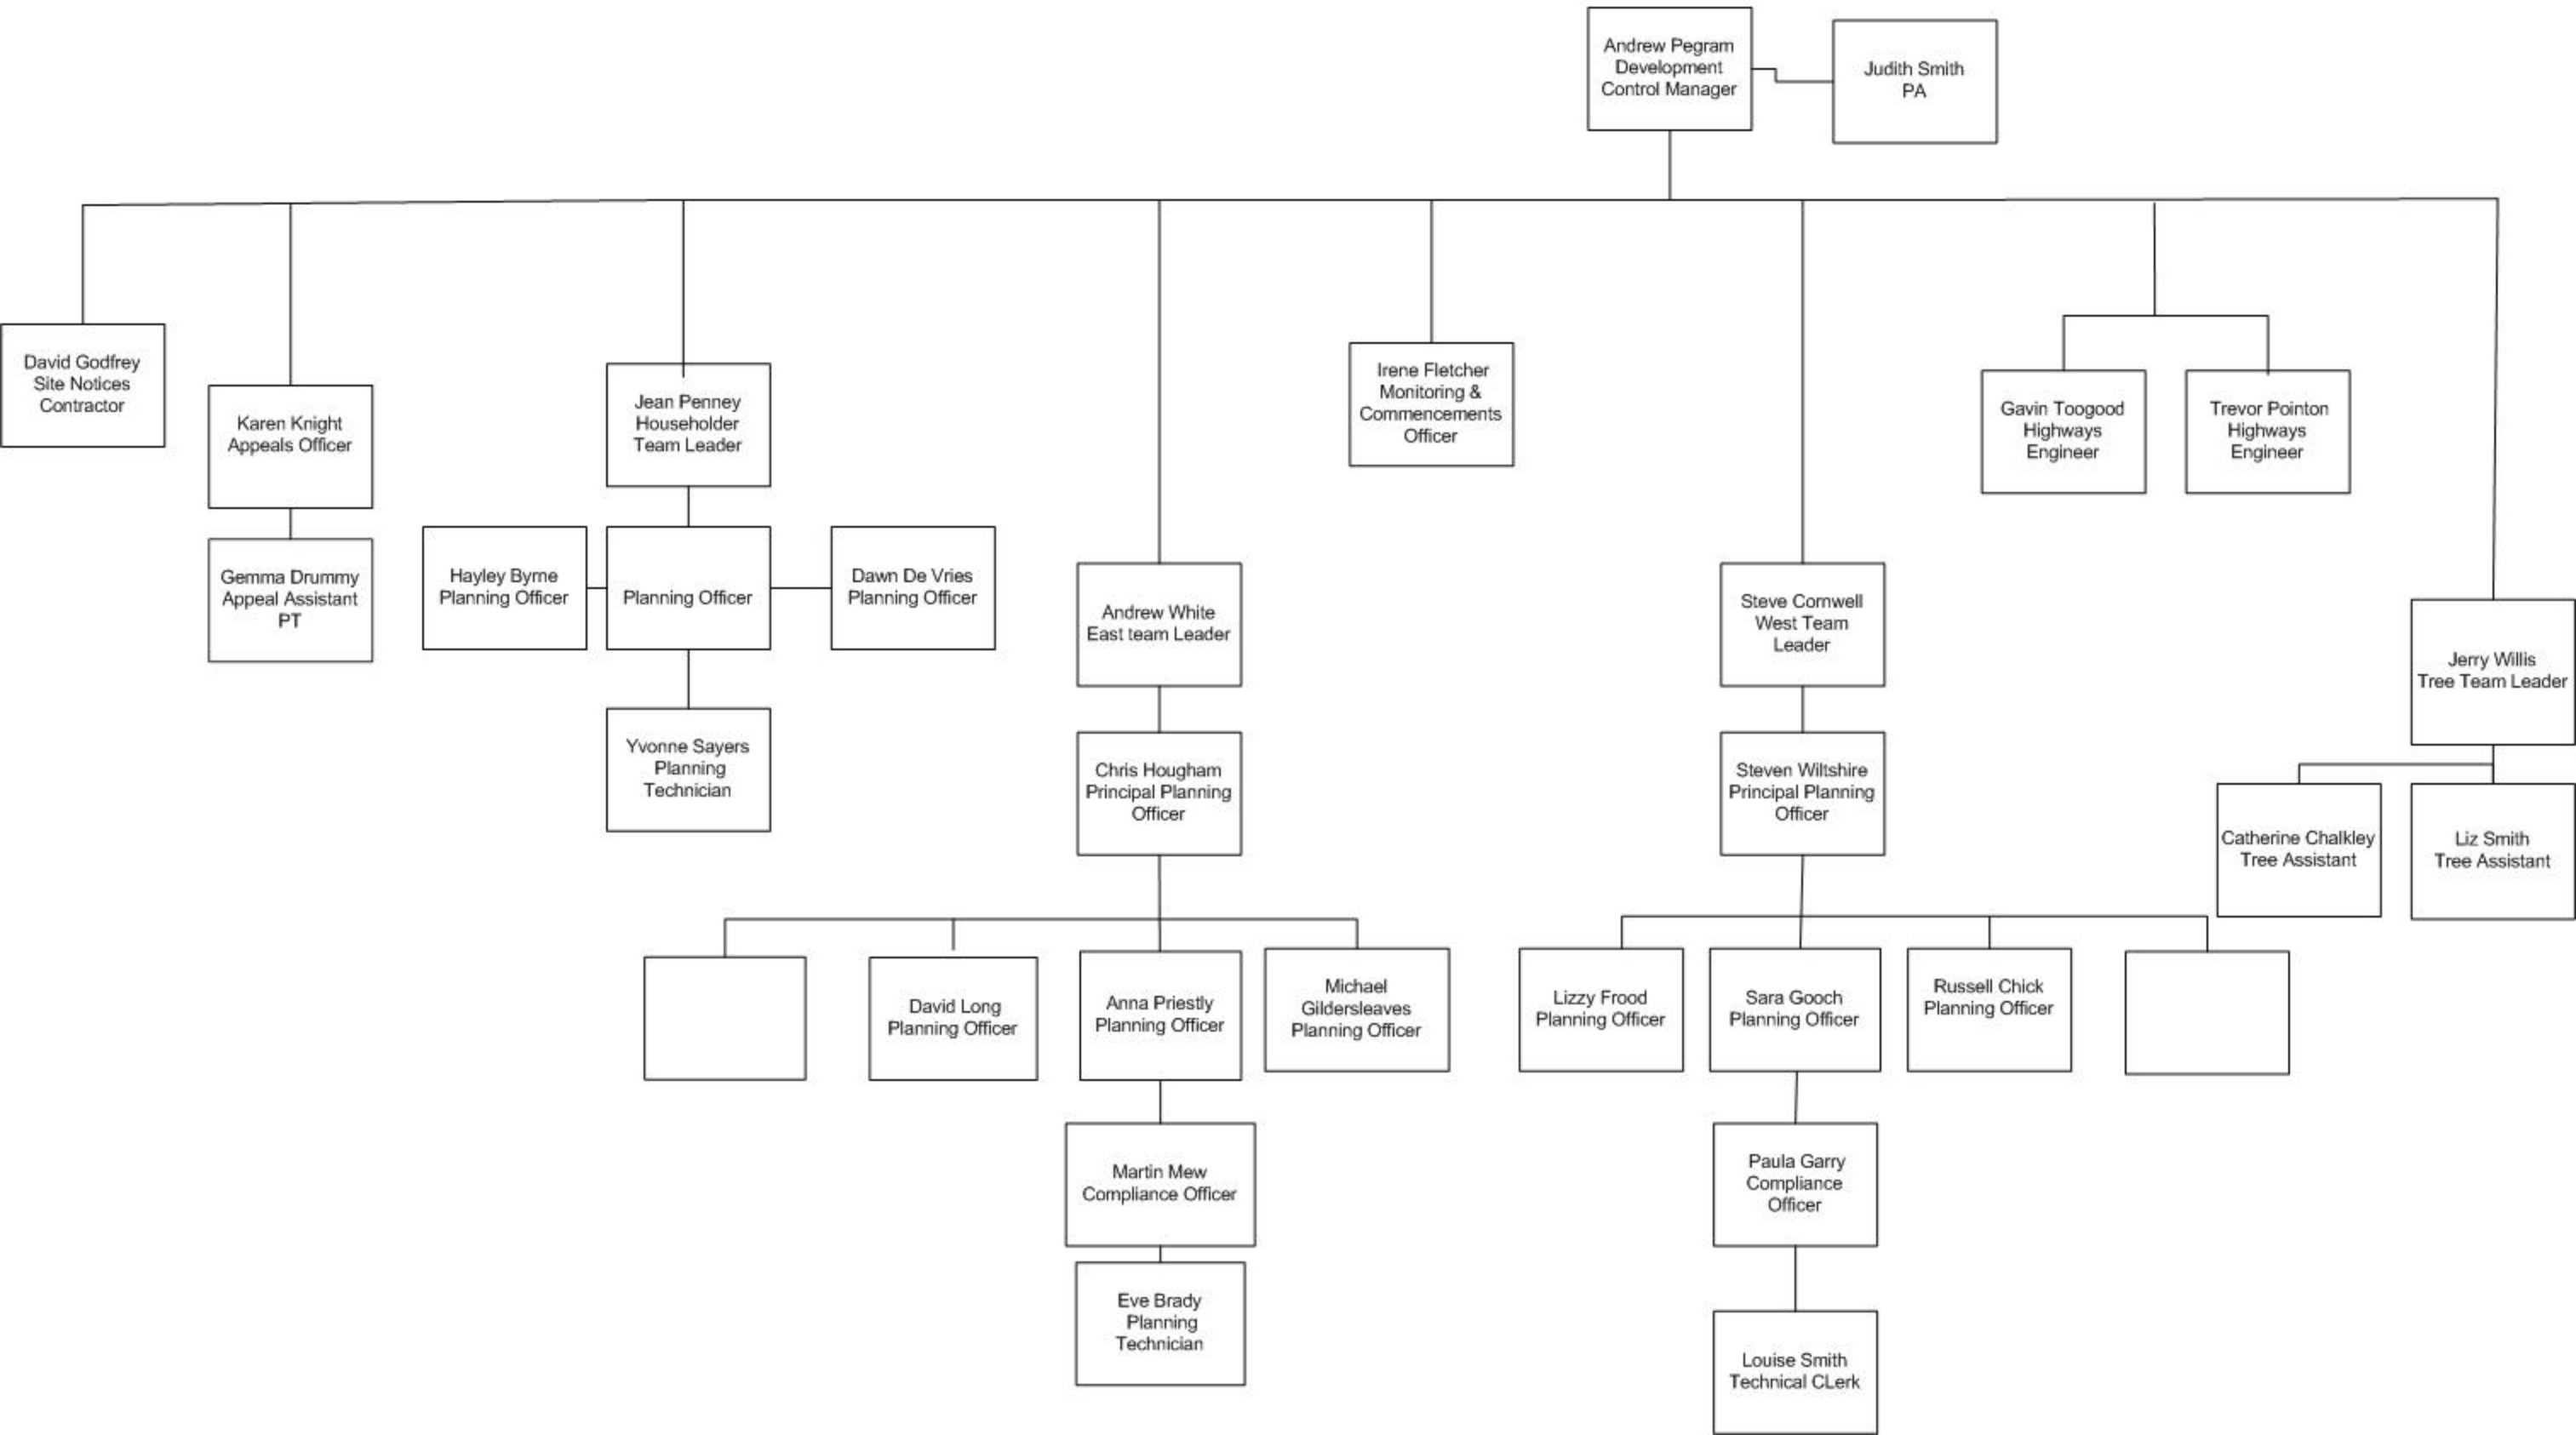 Andrew Pegram
Development
Control Manager
Judith Smith
PA
David Godfrey
Site Notices
Contractor
Karen Knight
Appeals Officer
Jean Penney
Householder
Team Leader
Irene Fletcher
Monitoring &
Commencements
Officer
Gavin Toogood
Highways
Engineer
Trevor Pointon
Highways
Engineer
Gemma Drummy
Appeal Assistant
PT
Hayley Byrne
Planning Officer
Planning Officer
Dawn De Vries
Planning Officer
Andrew White
East team Leader
Steve Cornwell
West Team
Leader
Jerry Willis
Tree Team Leader
Yvonne Sayers
Planning
Technician
Chris Hougham
Principal Planning
Officer
Steven Wiltshire
Principal Planning
Officer
Catherine Chalkley
Tree Assistant
Liz Smith
Tree Assistant
David Long
Planning Officer
Anna Priestly
Planning Officer
Michael
Gildersleaves
Planning Officer
Lizzy Frood
Planning Officer
Sara Gooch
Planning Officer
Russell Chick
Planning Officer
Martin Mew
Compliance Officer
Paula Garry
Compliance
Officer
Eve Brady
Planning
Technician
Louise Smith
Technical CLerk